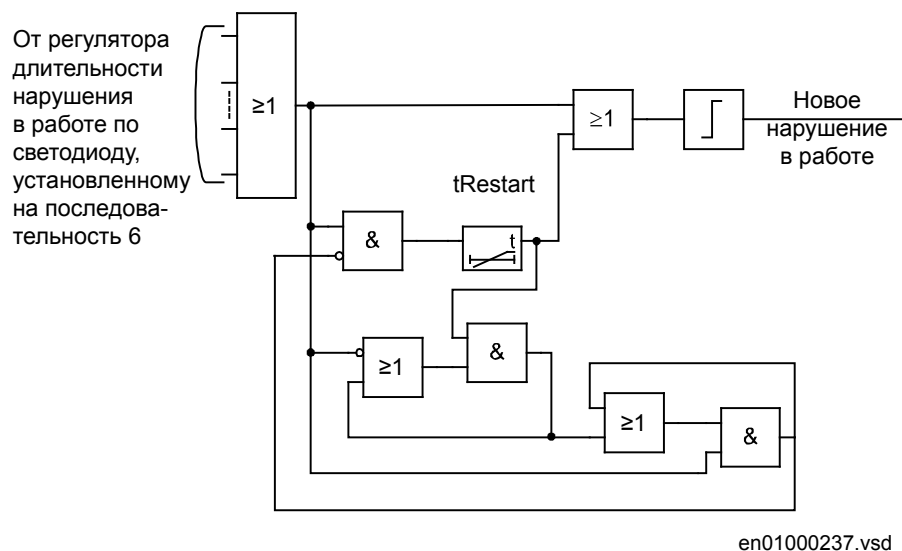 От регулятора
длительности
нарушения
в работе по
светодиоду,
установленному
на последова-
тельность 6
≥1
≥1
Новое
нарушение
в работе
tRestart
&
t
≥1
&
≥1
&
en01000237.vsd